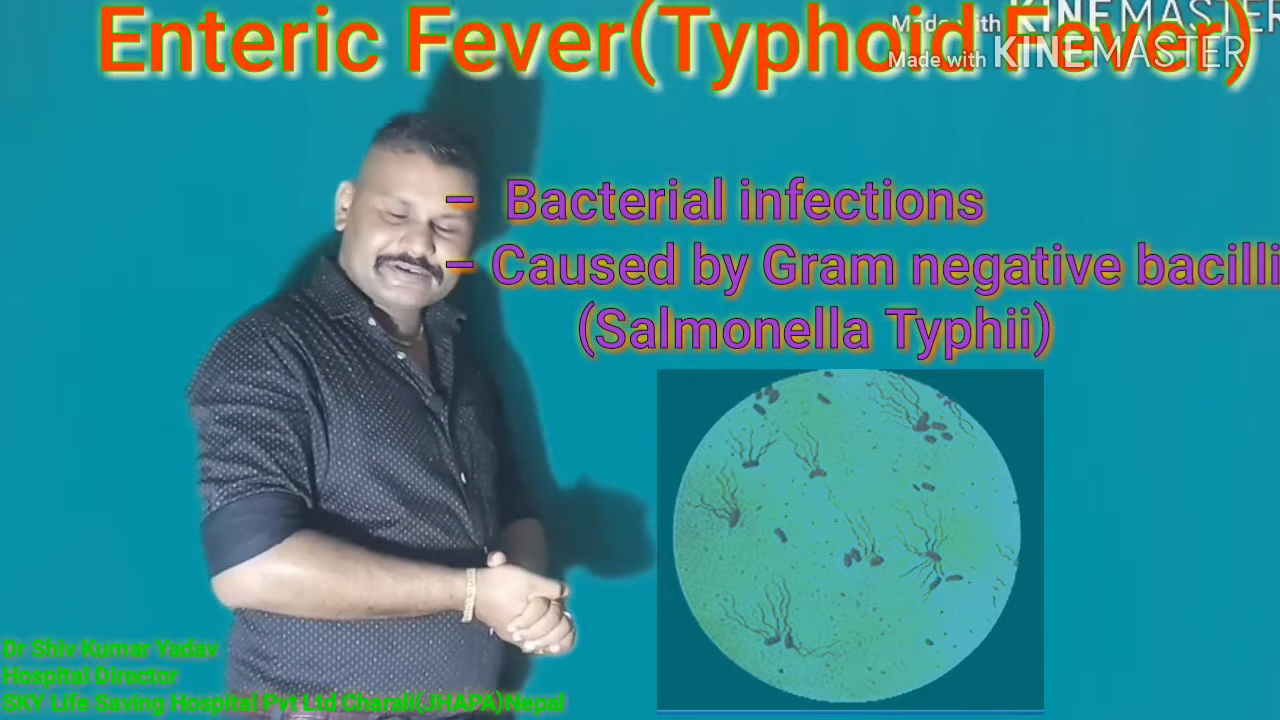 Enteric Fever(Typhoid Fever)
Made with KINEMASTER
Made with KINEMASTER
– Bacterial infections
– Caused by Gram negative bacilli
(Salmonella Typhii)
Dr Shiv Kumar Yadav
Hospital Director
SKY Life Saving Hospital Pvt Ltd Charali(JHAPA)Nepal